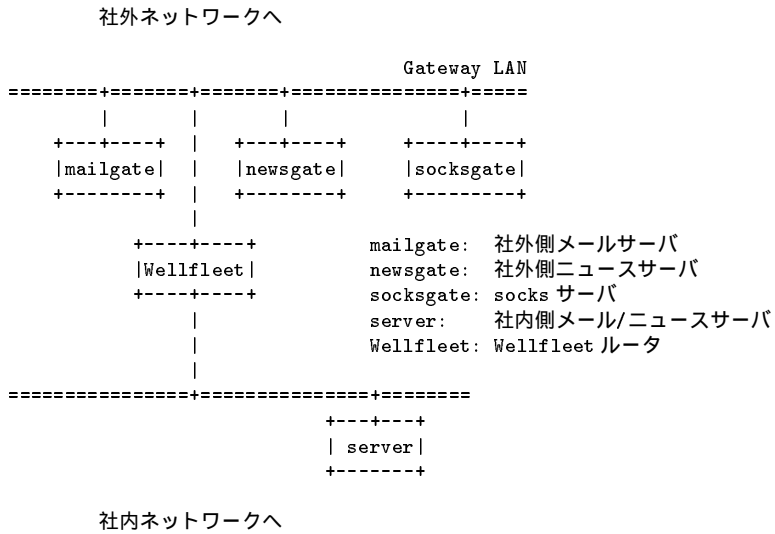 社外ネットワークへ
Gateway LAN
========+=======+=======+===============+=====
| | | |
+---+----+ | +---+----+ +----+----+
|mailgate| | |newsgate| |socksgate|
+--------+ | +--------+ +---------+
|
+----+----+ mailgate: 社外側メールサーバ
|Wellfleet| newsgate: 社外側ニュースサーバ
+----+----+ socksgate: socks サーバ
| server: 社内側メール/ニュースサーバ
| Wellfleet: Wellfleet ルータ
|
================+===============+========
+---+---+
| server|
+-------+
社内ネットワークへ